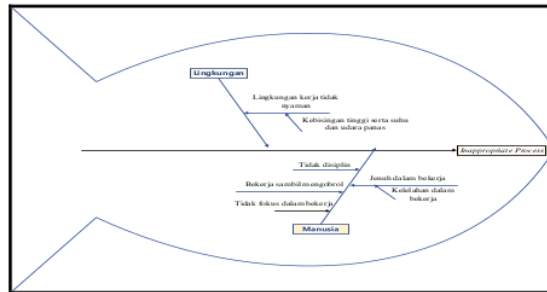 Lingkungan
Lingkungan kerja tidak
nyaman
Kebisingan tinggi serta suhu
dan udara panas
Inappropriate Process
Tidak disiplin
Jenuh dalam bekerja
Bekerja sambil mengobrol
Kelelahan dalam
bekerja
Tidak fokus dalam bekerja
Manusia